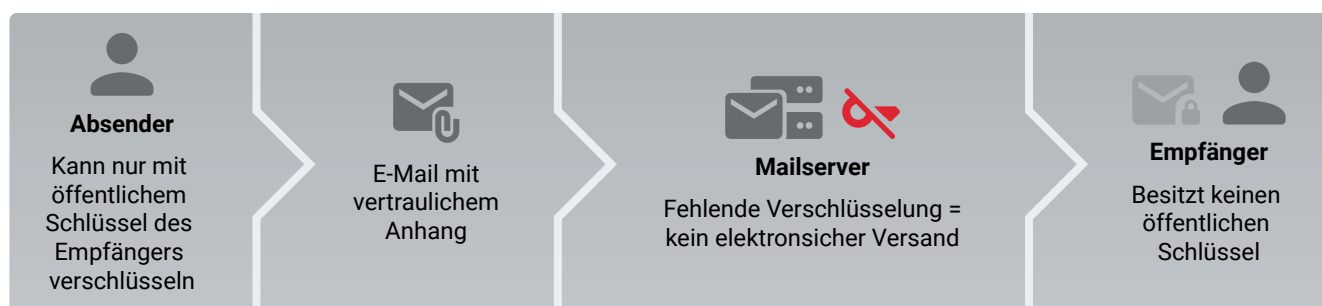 Absender
Kann nur mit
öffentlichem
Schlüssel des
Empfängers
verschlüsseln
E-Mail mit
vertraulichem
Anhang
Mailserver
Fehlende Verschlüsselung =
kein elektronsicher Versand
Empfänger
Besitzt keinen
öffentlichen
Schlüssel